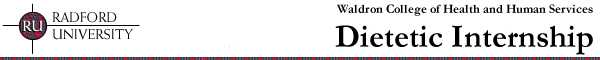 RU
RADFORD
UNIVERSITY
Waldron College of Health and Human Services
Dietetic Internship